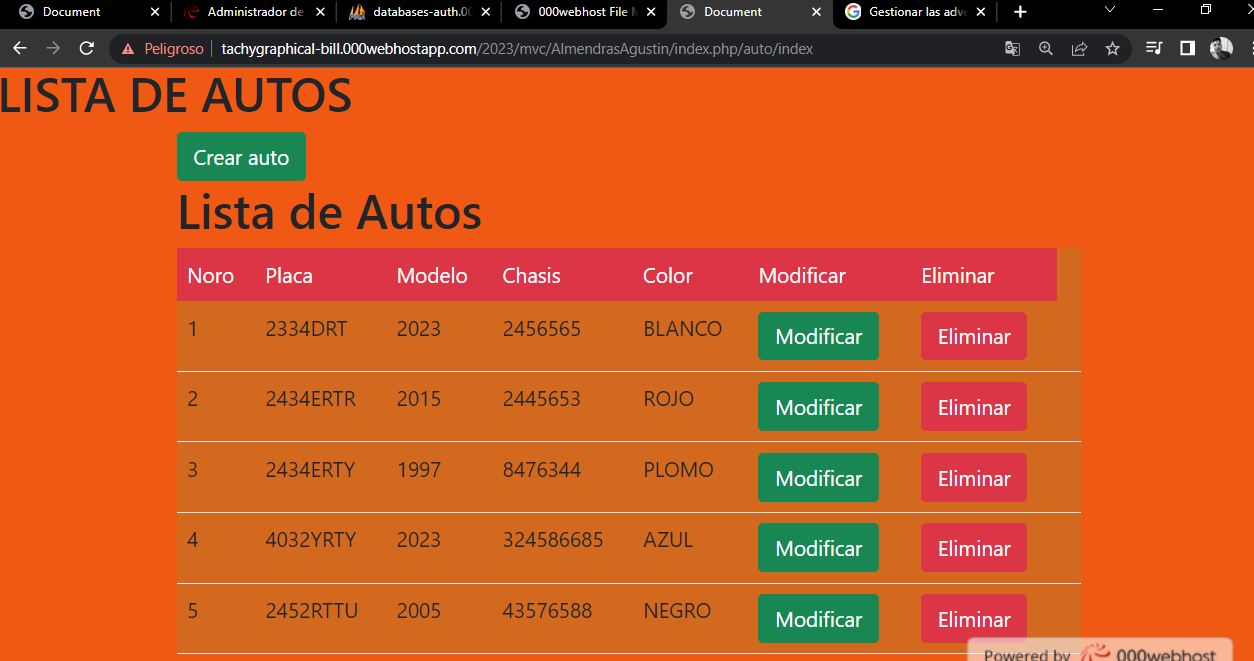 Document
Administrador de
databases-auth.00
000webhost File M
Document
Gestionar las adve
Peligroso
tachygraphical-bill.000webhostapp.com/2023/mvc/AlmendrasAgustin/index.php/auto/index
LISTA DE AUTOS
Crear auto
Lista de Autos
Noro Placa Modelo Chasis Color Modificar Eliminar
1 2334DRT 2023 2456565 BLANCO Modificar Eliminar
2 2434ERTR 2015 2445653 ROJO Modificar Eliminar
3 2434ERTY 1997 8476344 PLOMO Modificar Eliminar
4 4032YRTY 2023 324586685 AZUL Modificar Eliminar
5 2452RTTU 2005 43576588 NEGRO Modificar Eliminar
Powered by 000webhost